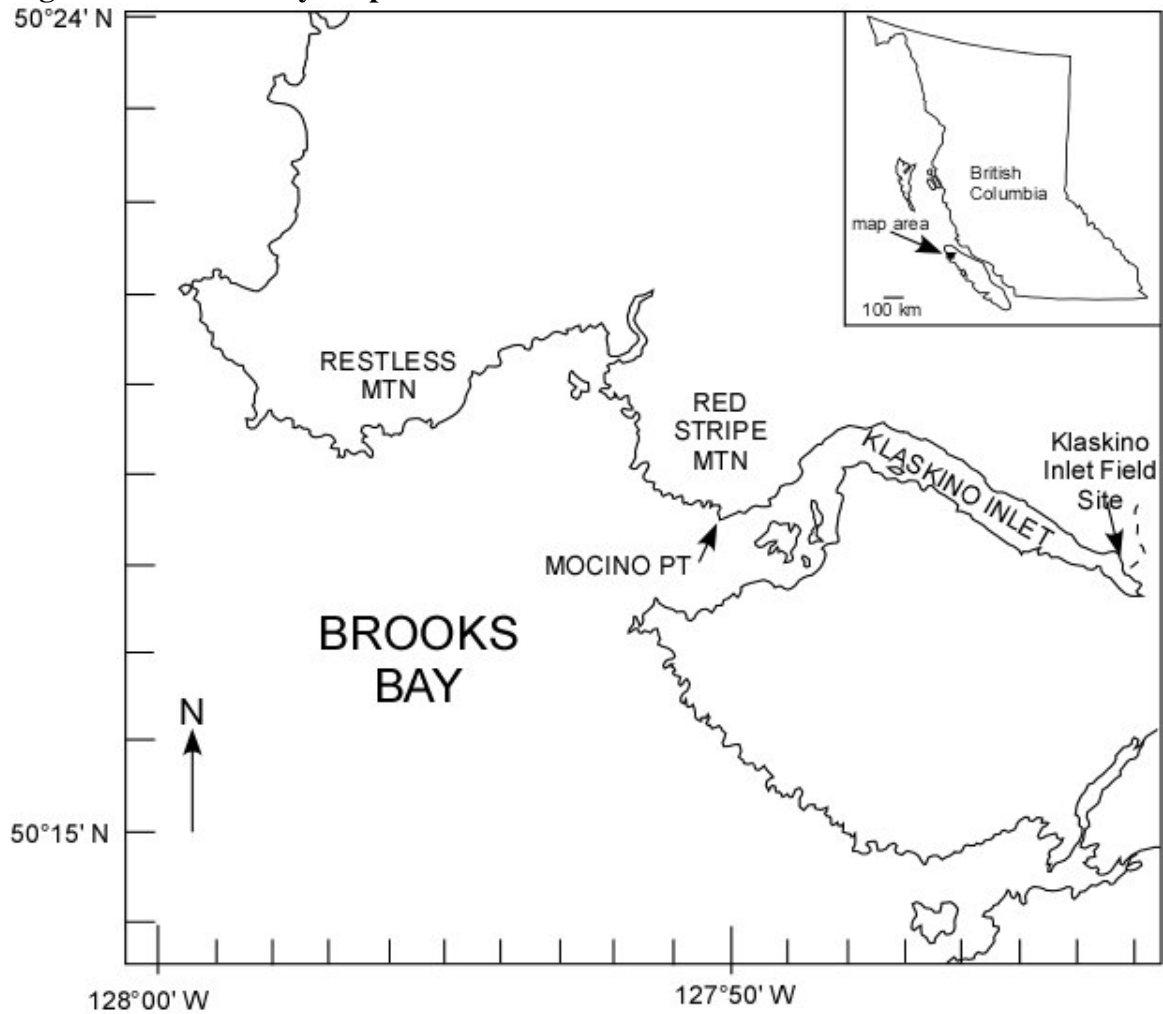 50°24' N
British
Columbia
map area
100 km
RESTLESS
MTN
RED
STRIPE
MTN
KLASKINO INLET
Klaskino
Inlet Field
Site
MOCINO PT
BROOKS
BAY
N
50°15' N
128°00' W
127°50' W